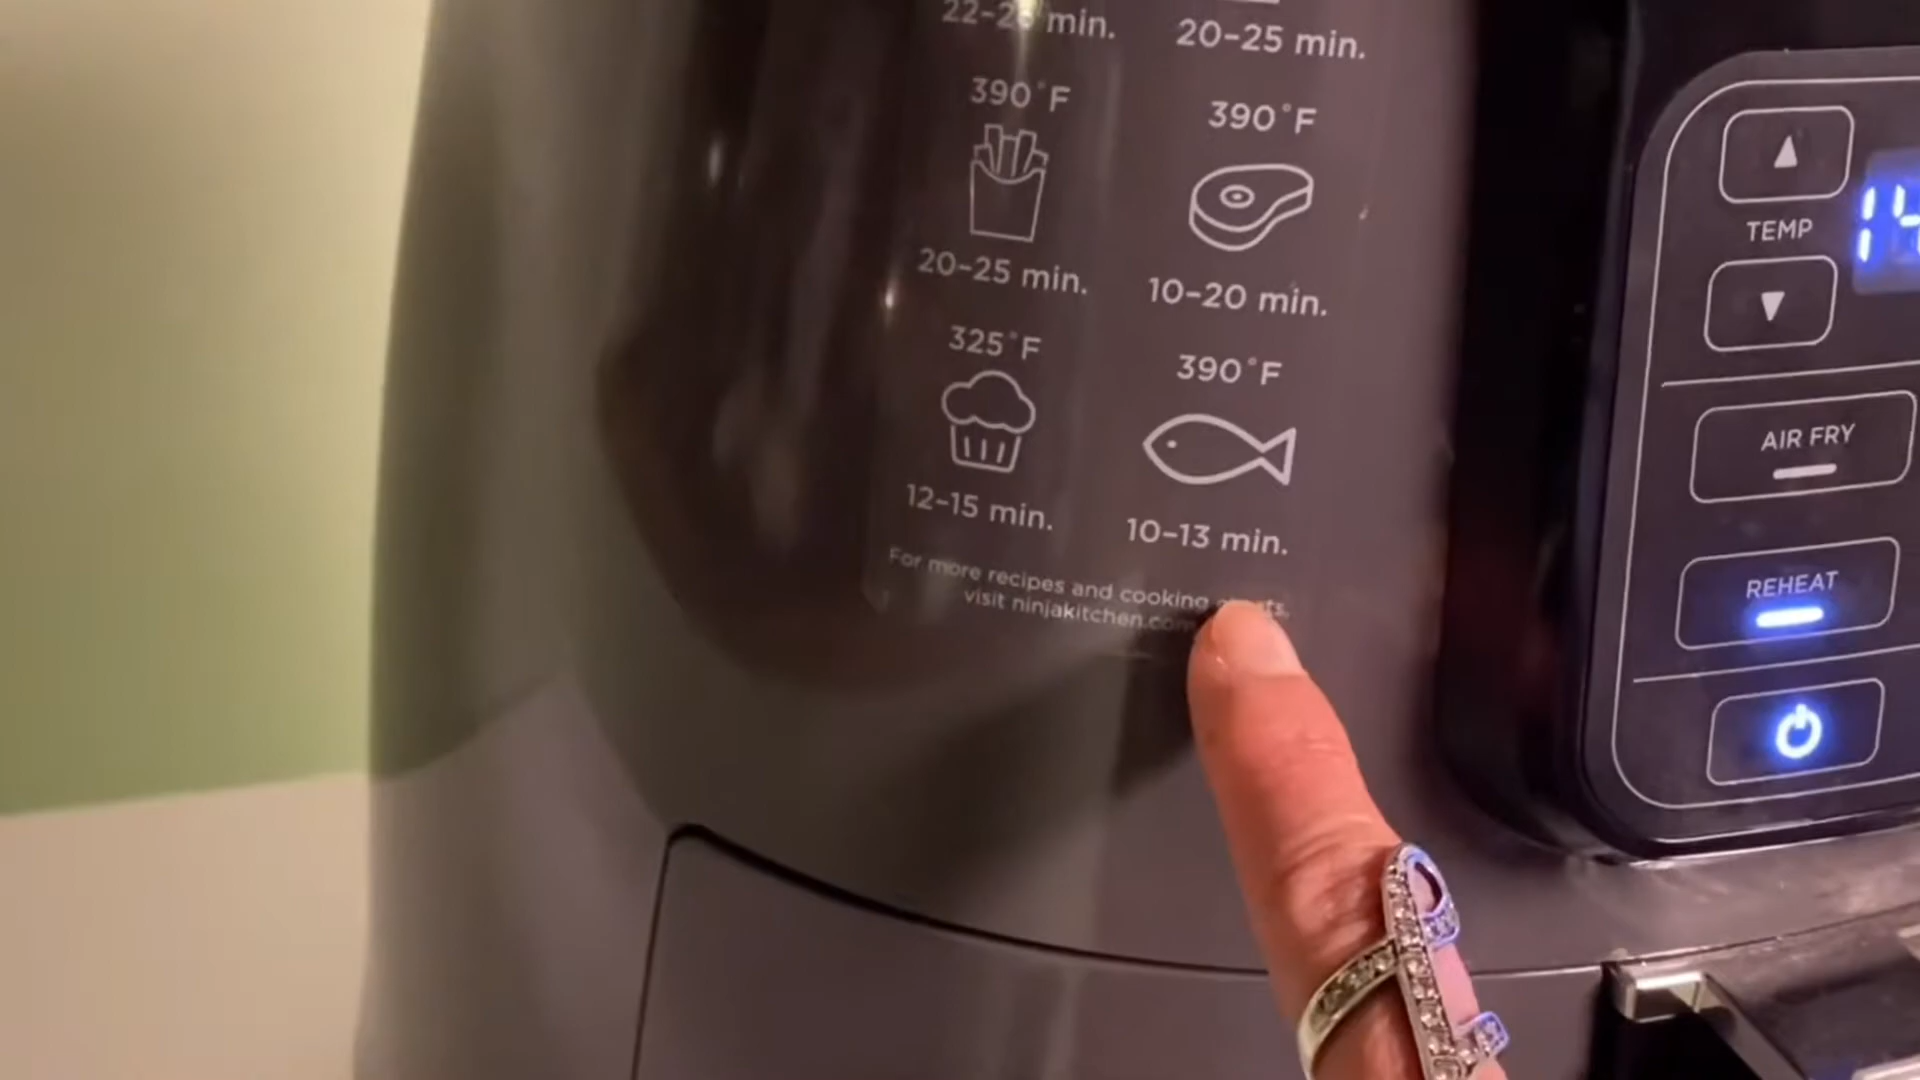 min.
20-25 min.
390°F
390°F
20-25 min.
10-20 min.
325°F
390°F
12-15 min.
10-13 min.
For more recipes and cooking
visit ninjakitchen.com
TEMP
AIR FRY
REHEAT